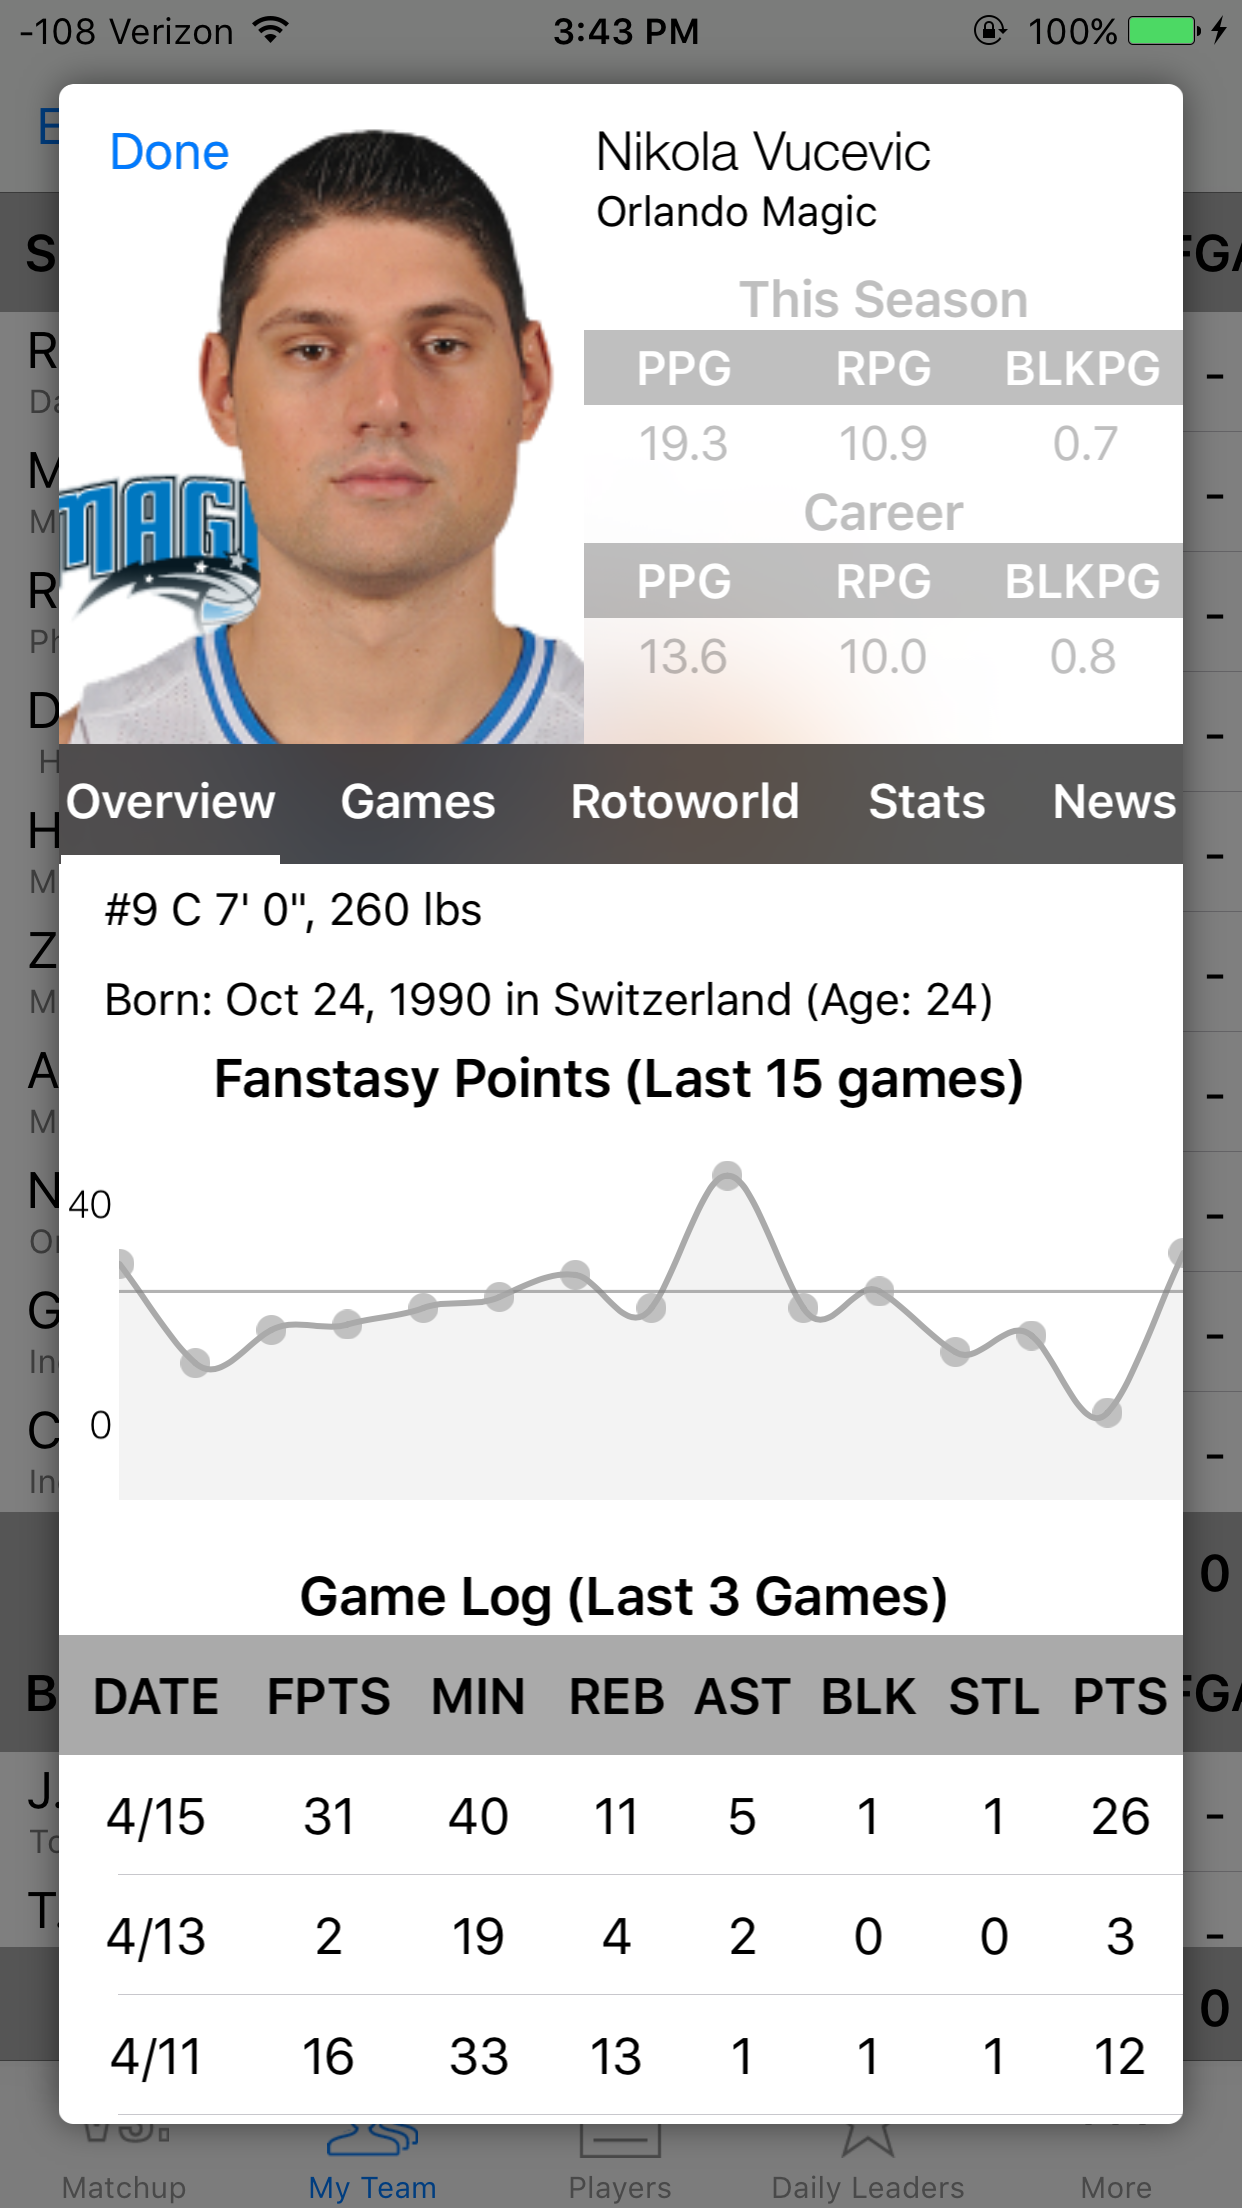 -108 Verizon 3:43 PM 100%
Done
Nikola Vucevic
Orlando Magic
This Season
PPG RPG BLKPG
19.3 10.9 0.7
Career
PPG RPG BLKPG
13.6 10.0 0.8
MAGI
Overview Games Rotoworld Stats News
#9 C 7' 0", 260 lbs
Born: Oct 24, 1990 in Switzerland (Age: 24)
Fanstasy Points (Last 15 games)
40
0
Game Log (Last 3 Games)
DATE FPTS MIN REB AST BLK STL PTS
4/15 31 40 11 5 1 1 26
4/13 2 19 4 2 0 0 3
4/11 16 33 13 1 1 1 12
0
0
Matchup My Team Players Daily Leaders More